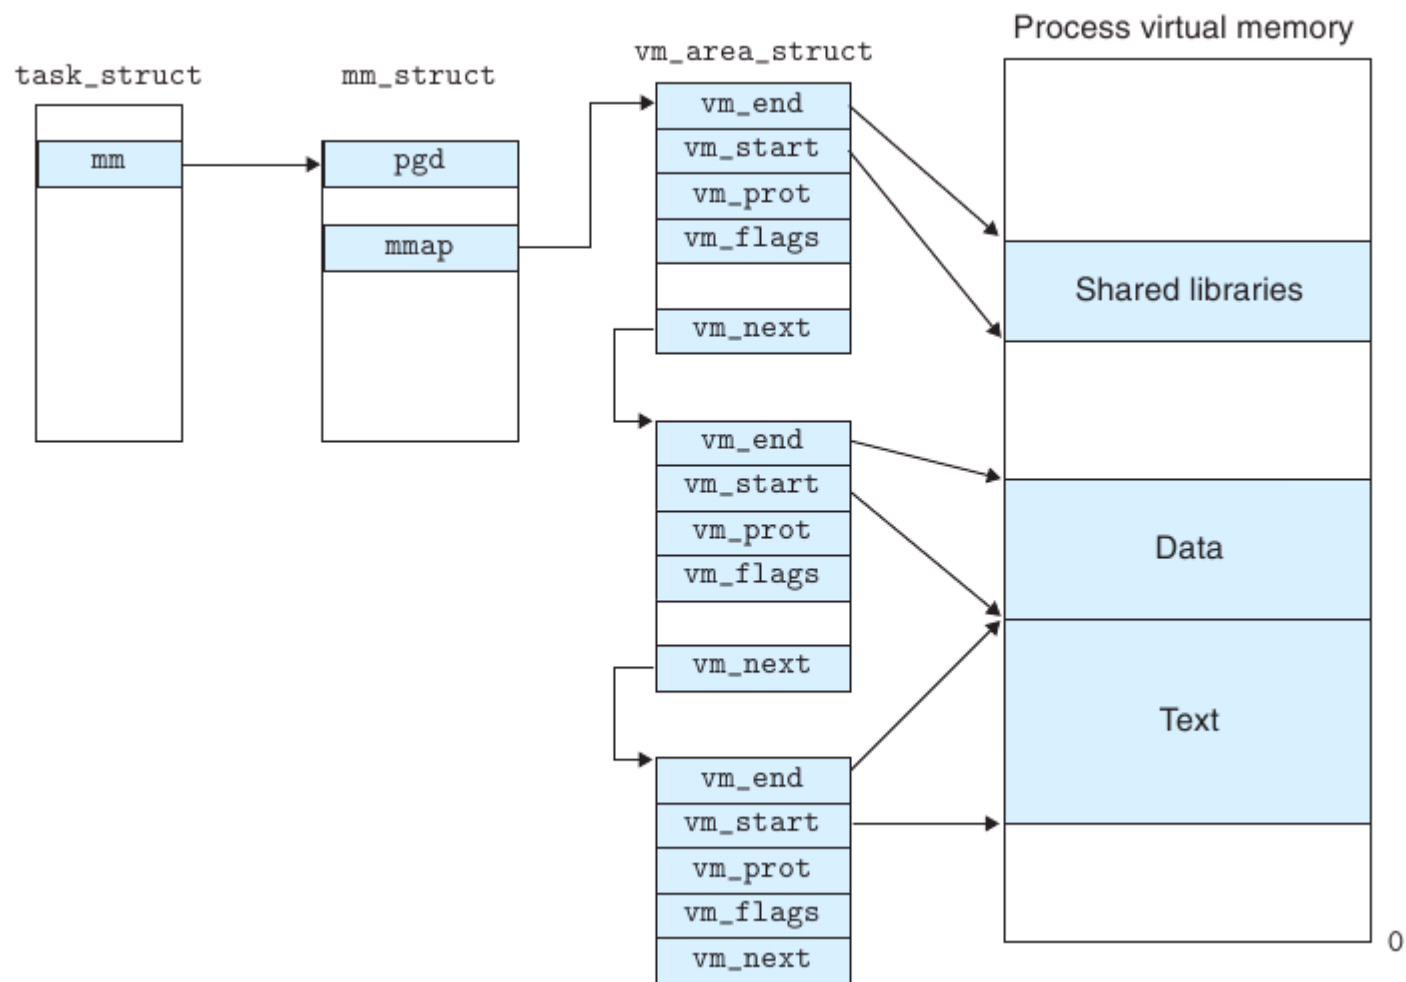 Process virtual memory
vm_area_struct
task_struct
mm_struct
mm
pgd
mmap
vm_end
vm_start
vm_prot
vm_flags
vm_next
vm_end
vm_start
vm_prot
vm_flags
vm_next
vm_end
vm_start
vm_prot
vm_flags
vm_next
Shared libraries
Data
Text
0